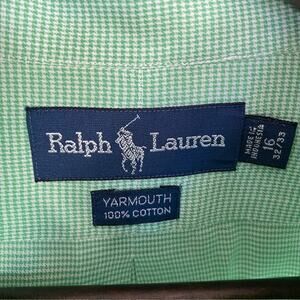 Ralph Lauren
YARMOUTH
100% COTTON
MADE IN
INDONESIA
16
32/33